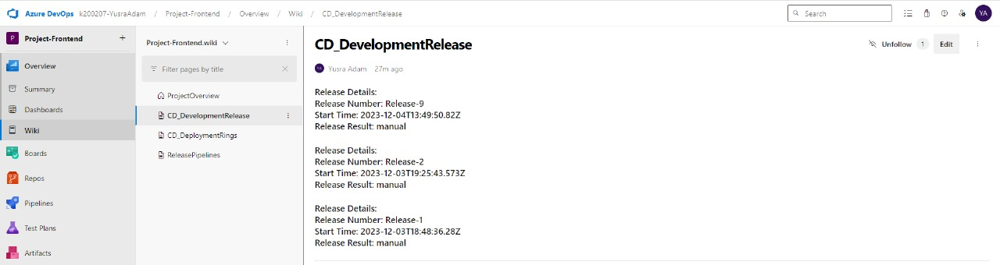 Azure DevOps k200207-YusraAdam / Project-Frontend / Overview / Wiki / CD_DevelopmentRelease
Search
YA
P Project-Frontend +
Overview
Summary
Dashboards
Wiki
Boards
Repos
Pipelines
Test Plans
Artifacts
Project-Frontend.wiki
Filter pages by title
ProjectOverview
CD_DevelopmentRelease
CD_DeploymentRings
ReleasePipelines
CD_DevelopmentRelease
Unfollow 1 Edit
YA Yusra Adam 27m ago
Release Details:
Release Number: Release-9
Start Time: 2023-12-04T13:49:50.82Z
Release Result: manual
Release Details:
Release Number: Release-2
Start Time: 2023-12-03T19:25:43.573Z
Release Result: manual
Release Details:
Release Number: Release-1
Start Time: 2023-12-03T18:48:36.28Z
Release Result: manual